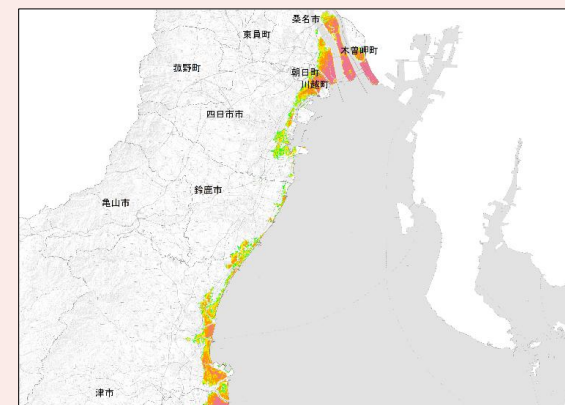 桑名市
東員町
木曽岬町
菰野町
朝日町
川越町
四日市市
鈴鹿市
亀山市
津市